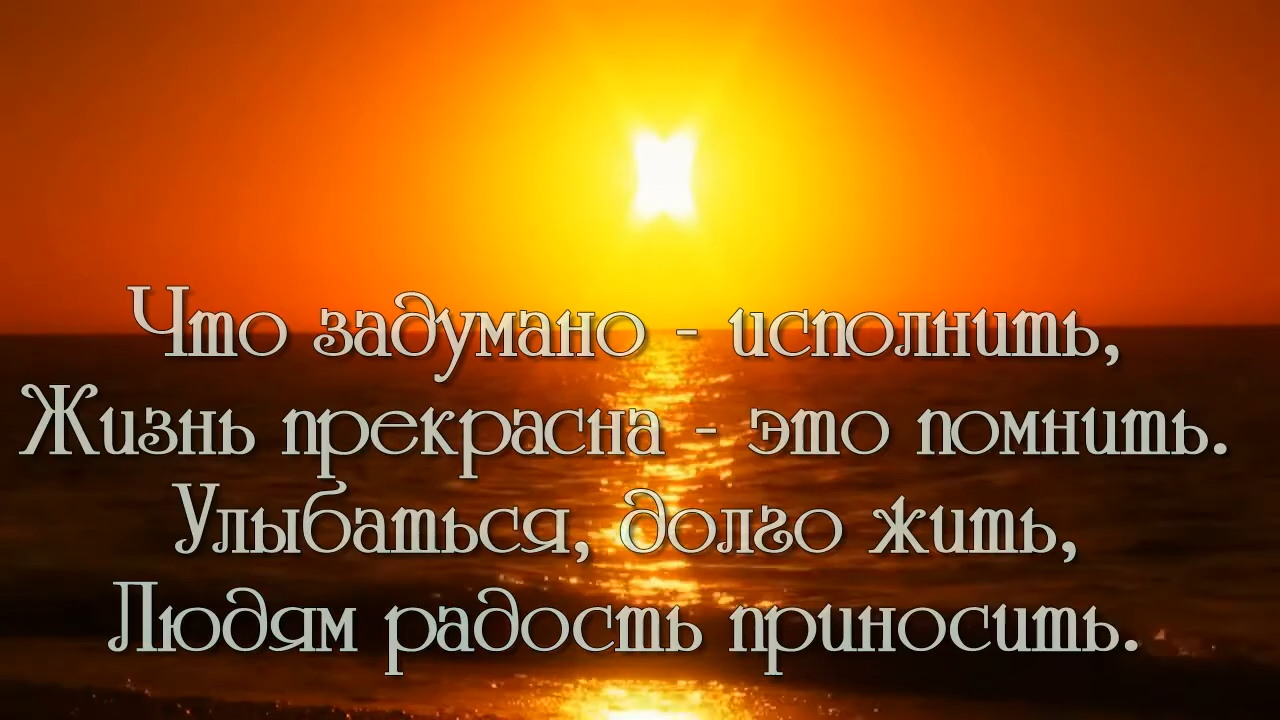 Что задумано - исполнить,
Жизнь прекрасна - это помнить.
Улыбаться, долго жить,
Людям радость приносить.